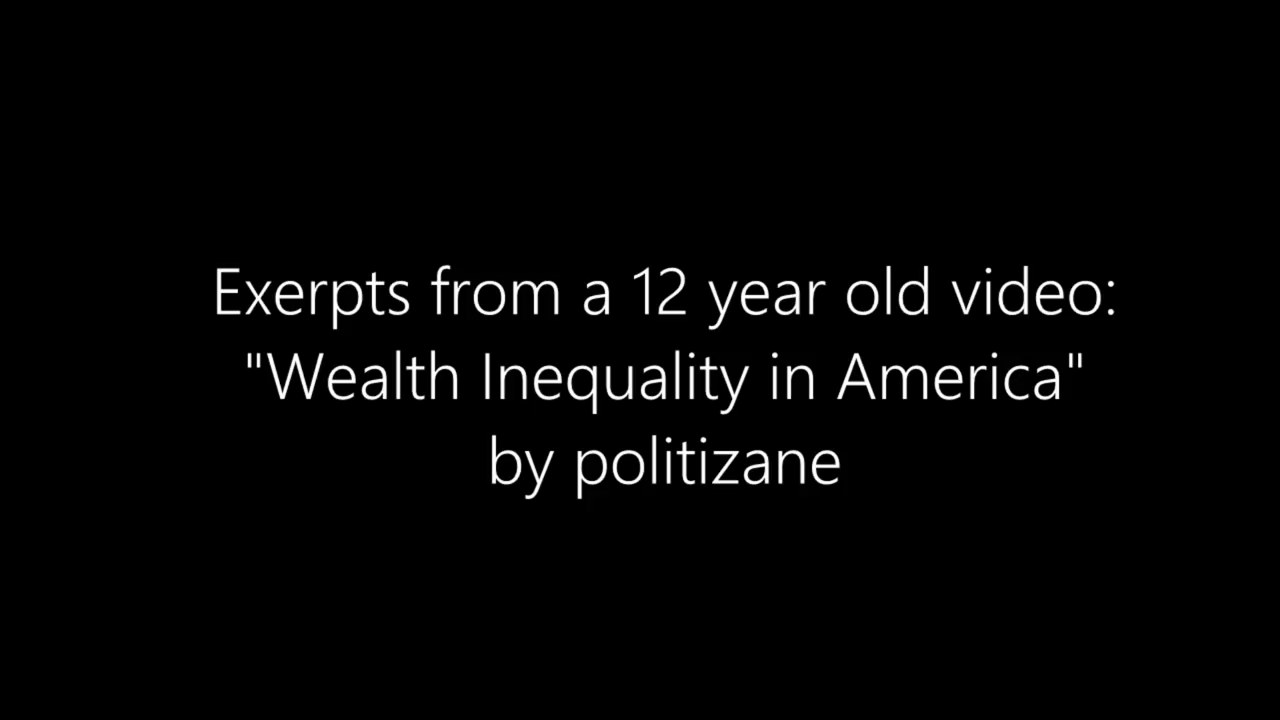 Exerpts from a 12 year old video:
"Wealth Inequality in America"
by politizane